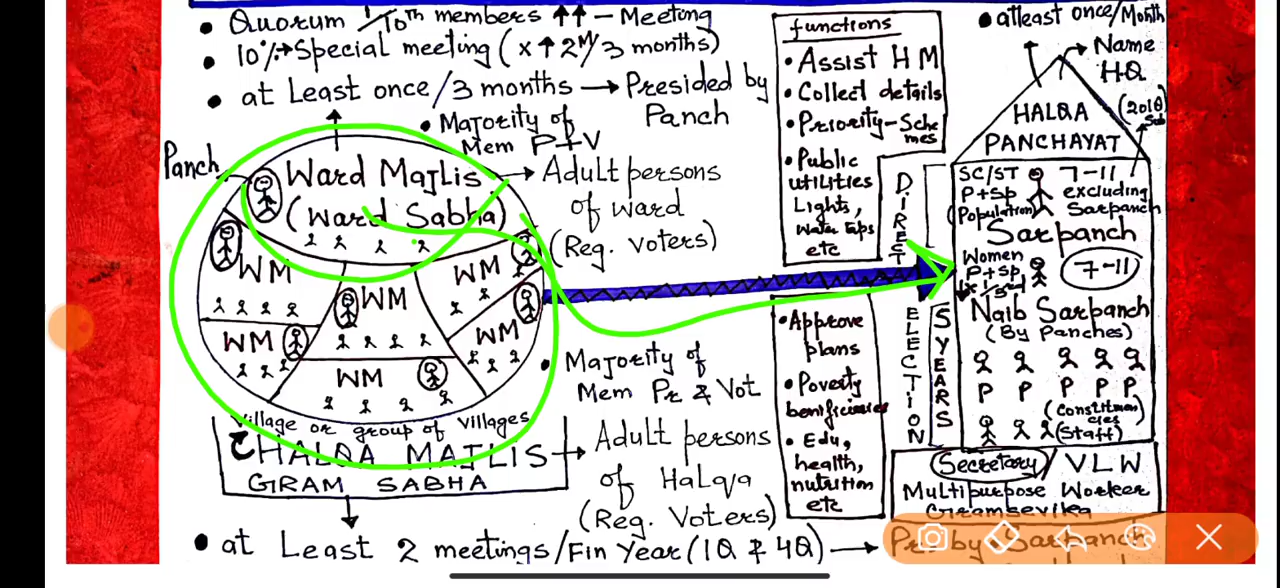 • Quorum 1/10th members ↑↑ – Meeting
• 10% → Special meeting (x ↑ 2M/3 months)
• at Least once/3 months → Presided by Panch
• Majority of Mem P+V
Panch
Ward Majlis
(Ward Sabha)
→ Adult persons of ward
(Reg. Voters)
WM
WM
WM
WM
WM
WM
Village or group of Villages
HALQA MAJLIS
GIRAM SABHA
• Majority of Mem Pr & Vot
→ Adult persons of Halqa
(Reg. Voters)
• at Least 2 meetings/Fin Year (1Q & 4Q) →
functions
• Assist HM
• Collect details
• Priority-Schemes
• Public utilities
Lights,
Water taps
etc
• Approve plans
• Poverty benificieries
• Edu,
health,
nutrition
etc
DIRECT
ELECTION
5 YEARS
• atleast once/Month
Name
HQ
(2018)
HALQA
PANCHAYAT
SC/ST
P+Sp
(Population)
7-11
excluding
Sarpanch
Sarpanch
Women
P+Sp
7-11
Naib Sarpanch
(By Panches)
P P P P P
(Constituencies)
(Staff)
Secretary / VLW
Multipurpose Worker
Gramsevika
by Sarpanch